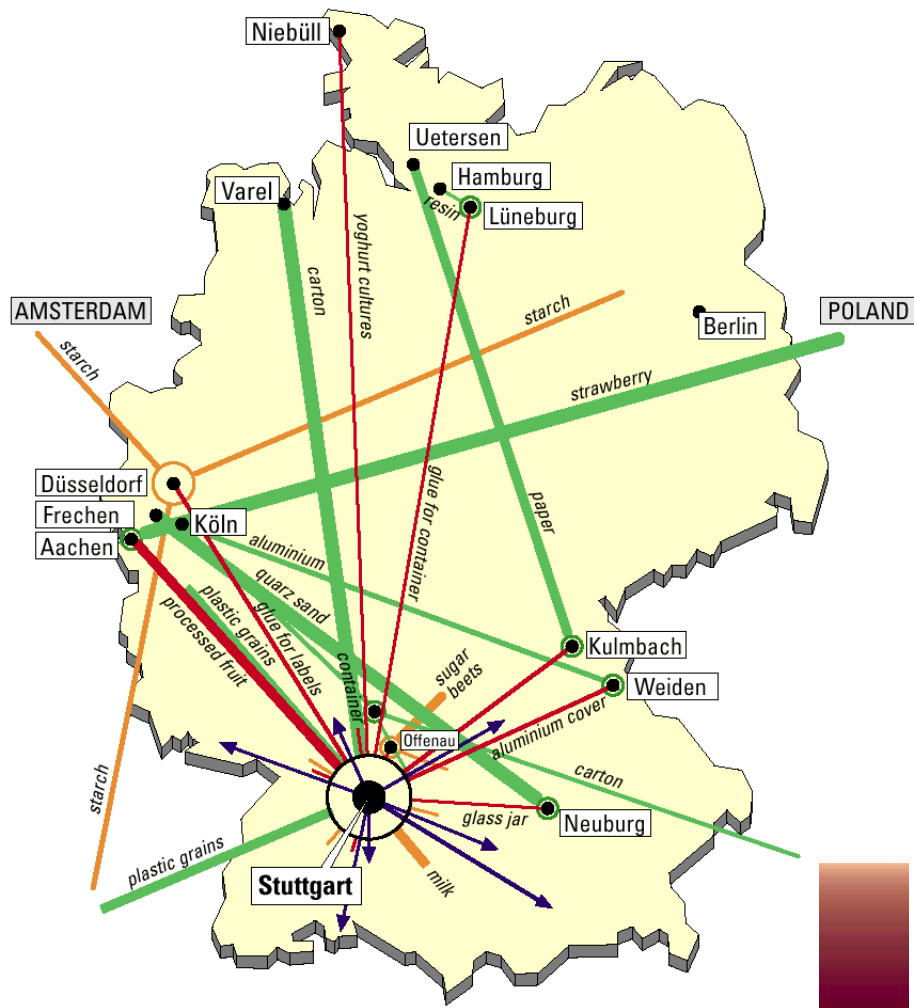 Niebüll
Uetersen
Hamburg
resin
Lüneburg
Varel
yoghurt cultures
carton
AMSTERDAM
starch
starch
POLAND
Berlin
strawberry
Düsseldorf
Frechen
Köln
Aachen
glue for container
paper
aluminium
quarz sand
plastic grains
processed fruit
glue for labels
container
sugar
beets
Kulmbach
Weiden
aluminium cover
Offenau
starch
carton
glass jar
Neuburg
plastic grains
milk
Stuttgart